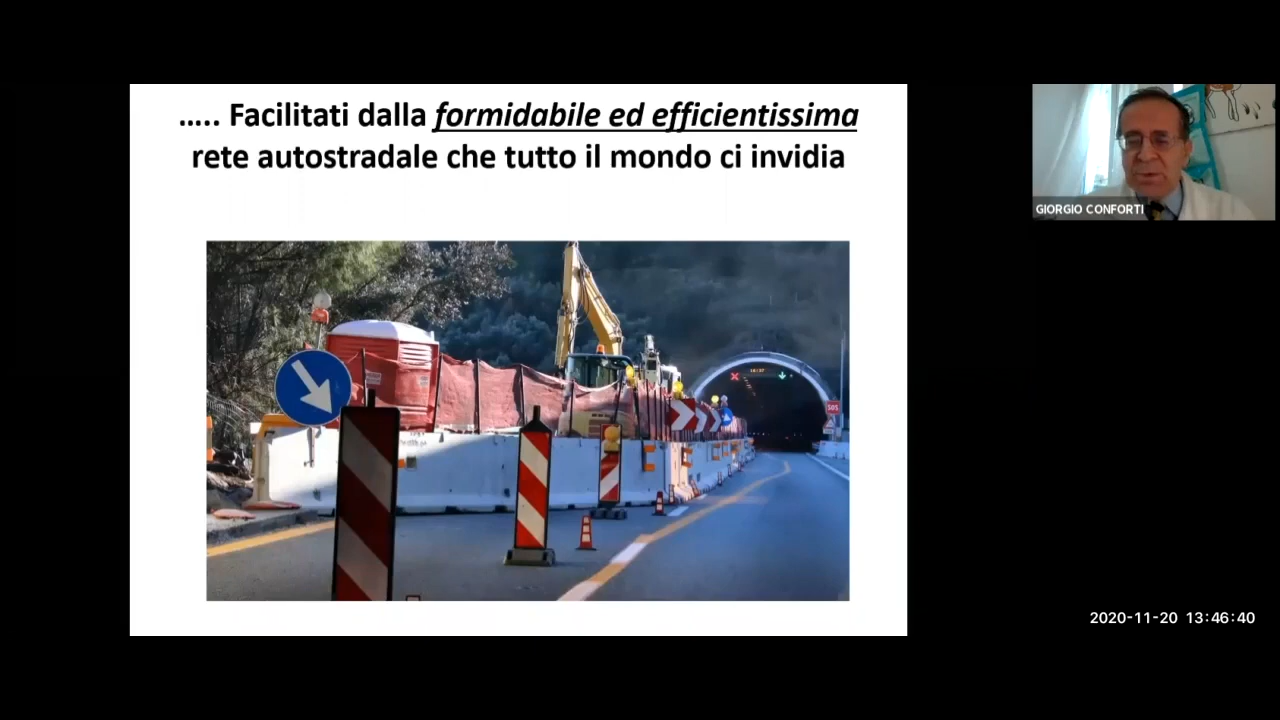 ..... Facilitati dalla formidabile ed efficientissima
rete autostradale che tutto il mondo ci invidia
GIORGIO CONFORTI
SOS
2020-11-20 13:46:40